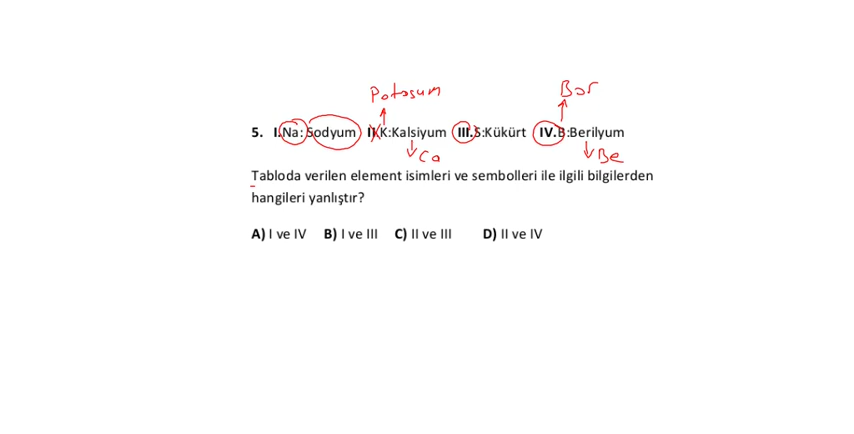 Potasum Bor
5. I.Na: Sodyum II.K:Kalsiyum III.S:Kükürt IV.B:Berilyum
Ca Be
Tabloda verilen element isimleri ve sembolleri ile ilgili bilgilerden
hangileri yanlıştır?
A) I ve IV B) I ve III C) II ve III D) II ve IV